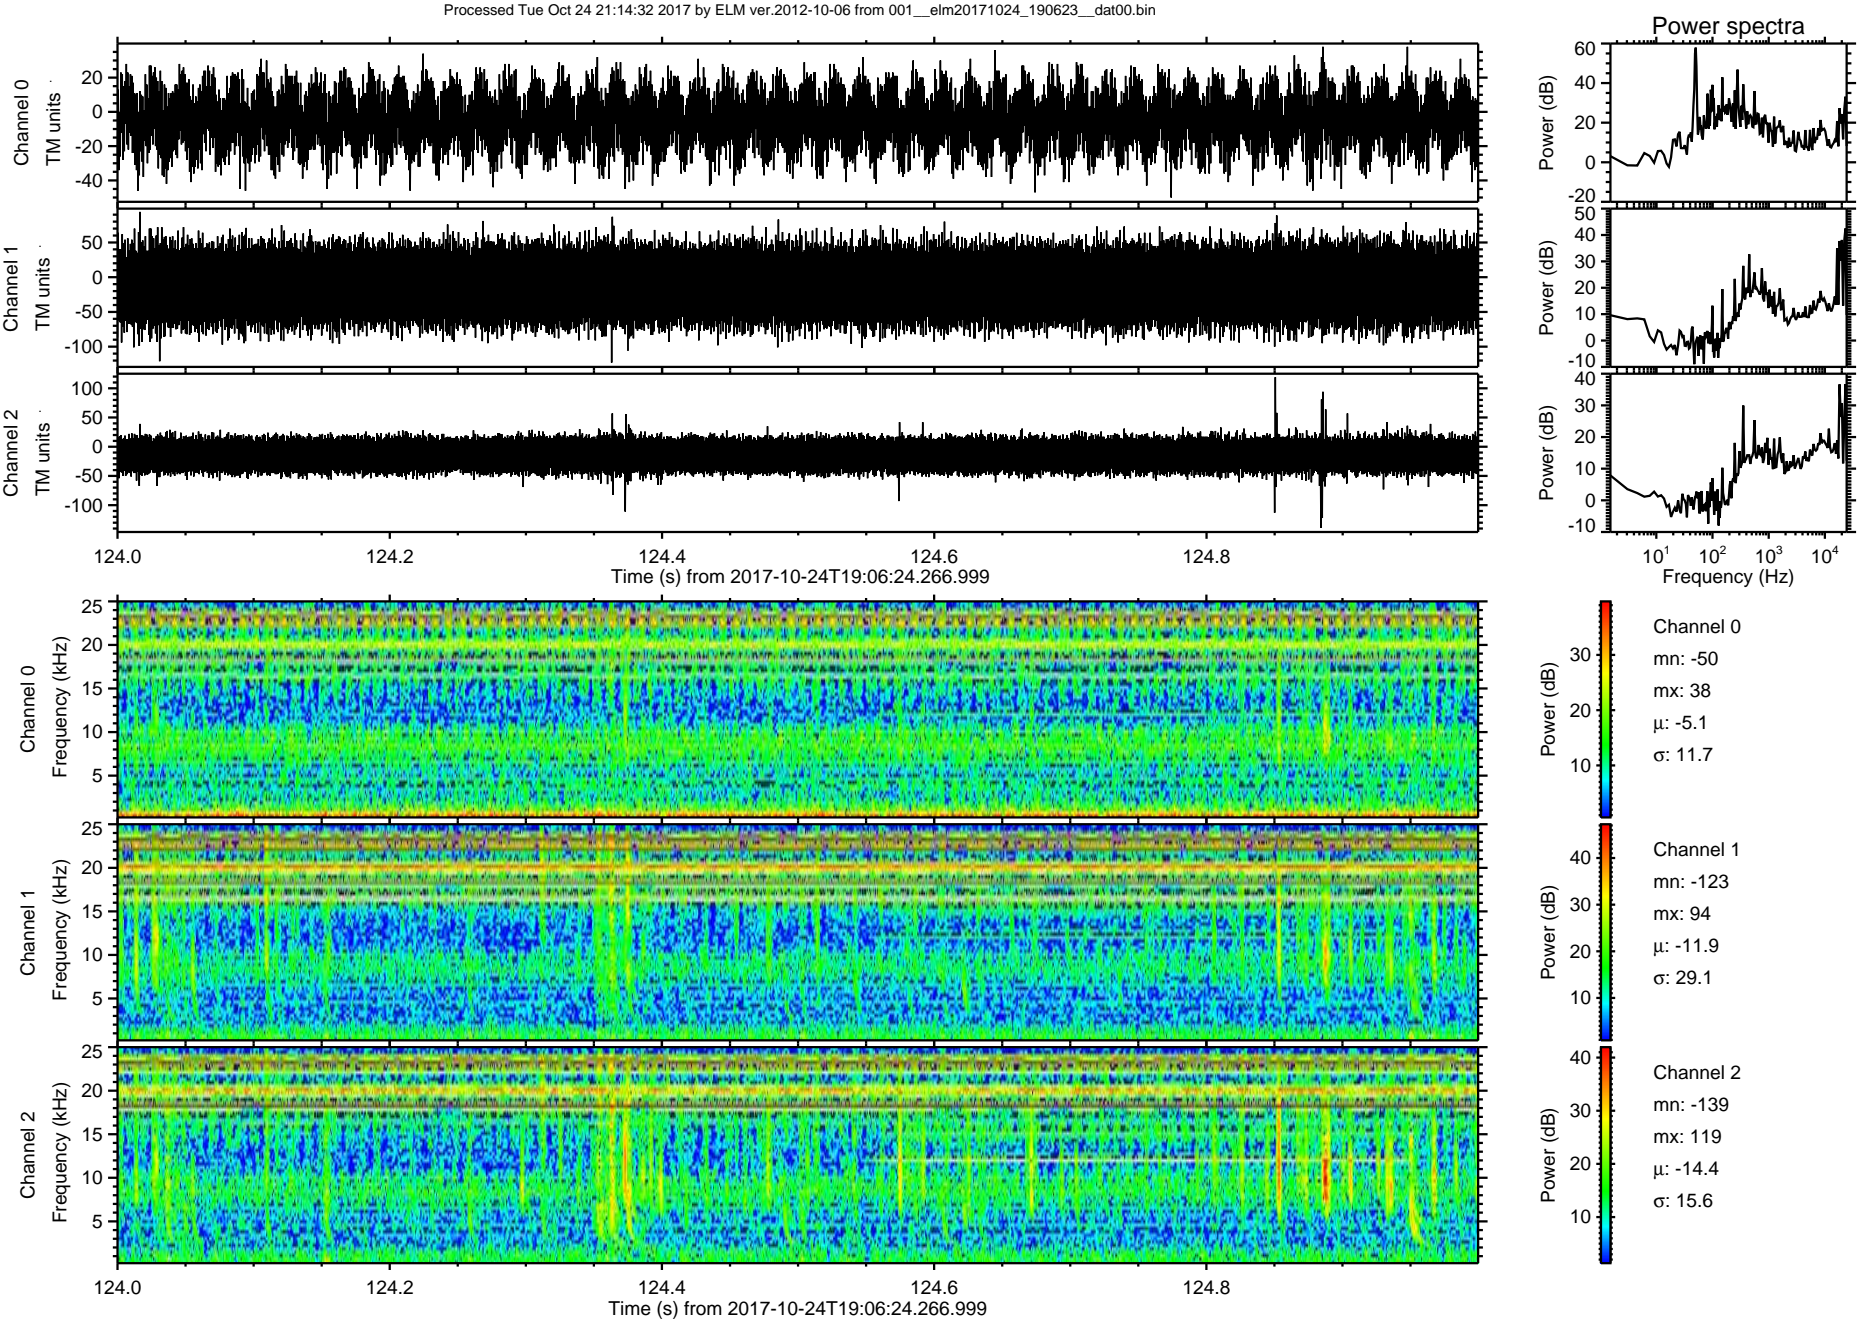 Processed Tue Oct 24 21:14:32 2017 by ELM ver.2012-10-06 from 001__elm20171024_190623__dat00.bin
Power spectra
Channel 0
TM units
20
0
-20
-40
Power (dB)
60
40
20
0
-20
Channel 1
TM units
50
0
-50
-100
Power (dB)
50
40
30
20
10
0
-10
Channel 2
TM units
100
50
0
-50
-100
Power (dB)
40
30
20
10
0
-10
124.0 124.2 124.4 124.6 124.8
Time (s) from 2017-10-24T19:06:24.266.999
10^1 10^2 10^3 10^4
Frequency (Hz)
Channel 0
Frequency (kHz)
25
20
15
10
5
Power (dB)
30
20
10
Channel 0
mn: -50
mx: 38
μ: -5.1
σ: 11.7
Channel 1
Frequency (kHz)
25
20
15
10
5
Power (dB)
40
30
20
10
Channel 1
mn: -123
mx: 94
μ: -11.9
σ: 29.1
Channel 2
Frequency (kHz)
25
20
15
10
5
Power (dB)
40
30
20
10
Channel 2
mn: -139
mx: 119
μ: -14.4
σ: 15.6
124.0 124.2 124.4 124.6 124.8
Time (s) from 2017-10-24T19:06:24.266.999